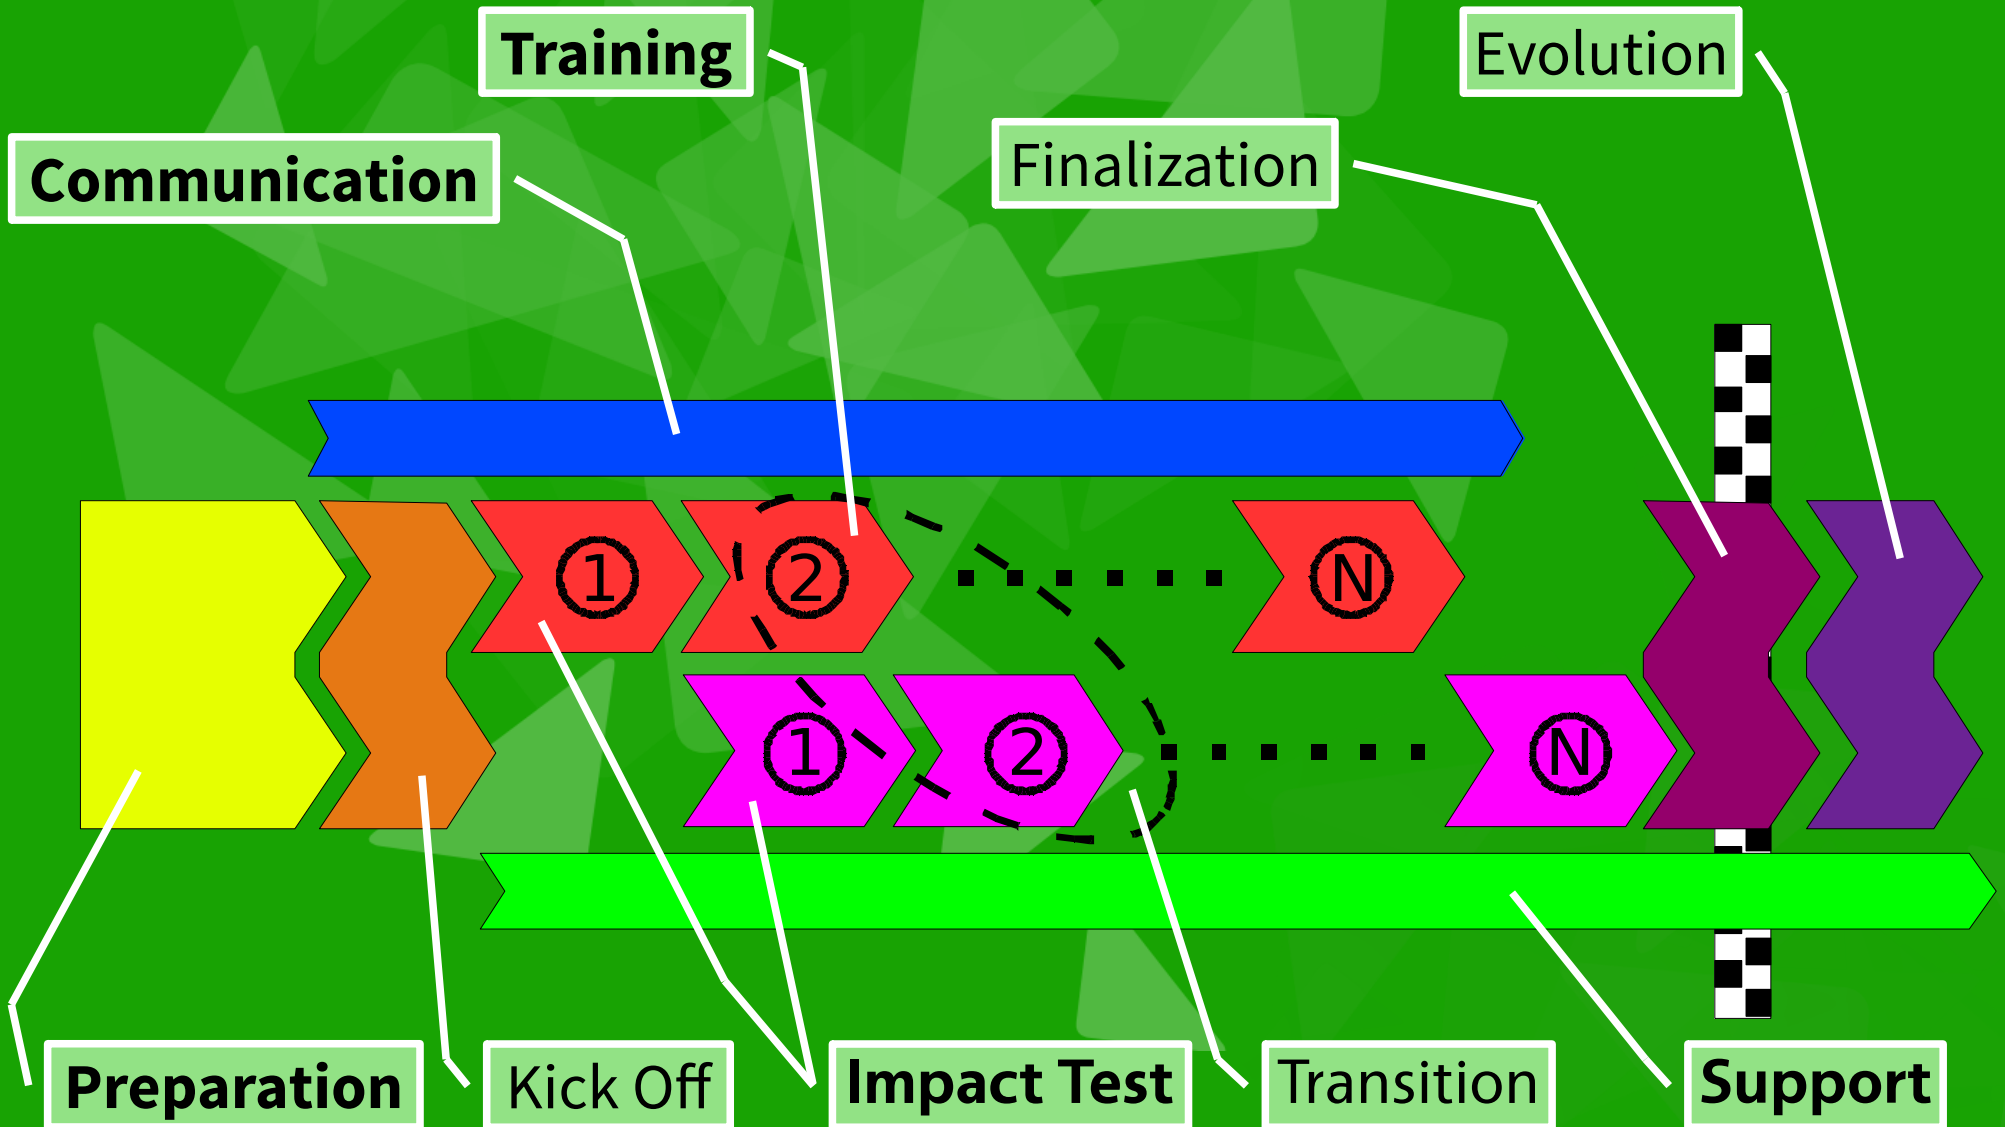 Training
Evolution
Communication
Finalization
1
2
N
1
2
N
Preparation
Kick Off
Impact Test
Transition
Support